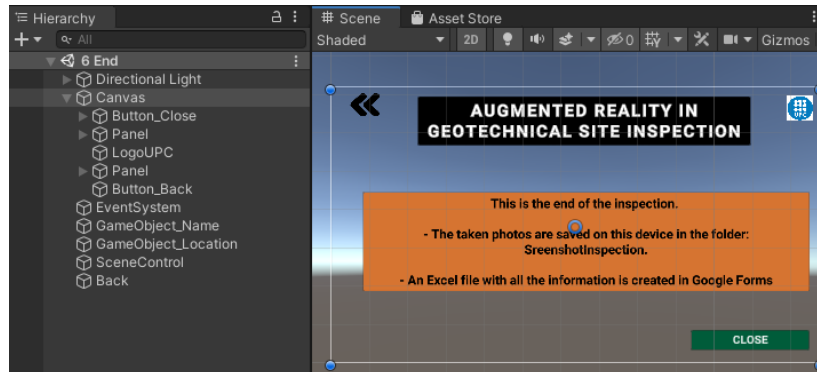 Hierarchy
All
6 End
Directional Light
Canvas
Button_Close
Panel
LogoUPC
Panel
Button_Back
EventSystem
GameObject_Name
GameObject_Location
SceneControl
Back
Scene
Asset Store
Shaded
2D
0
Gizmos
AUGMENTED REALITY IN
GEOTECHNICAL SITE INSPECTION
UPC
This is the end of the inspection.
- The taken photos are saved on this device in the folder:
SreenshotInspection.
- An Excel file with all the information is created in Google Forms
CLOSE